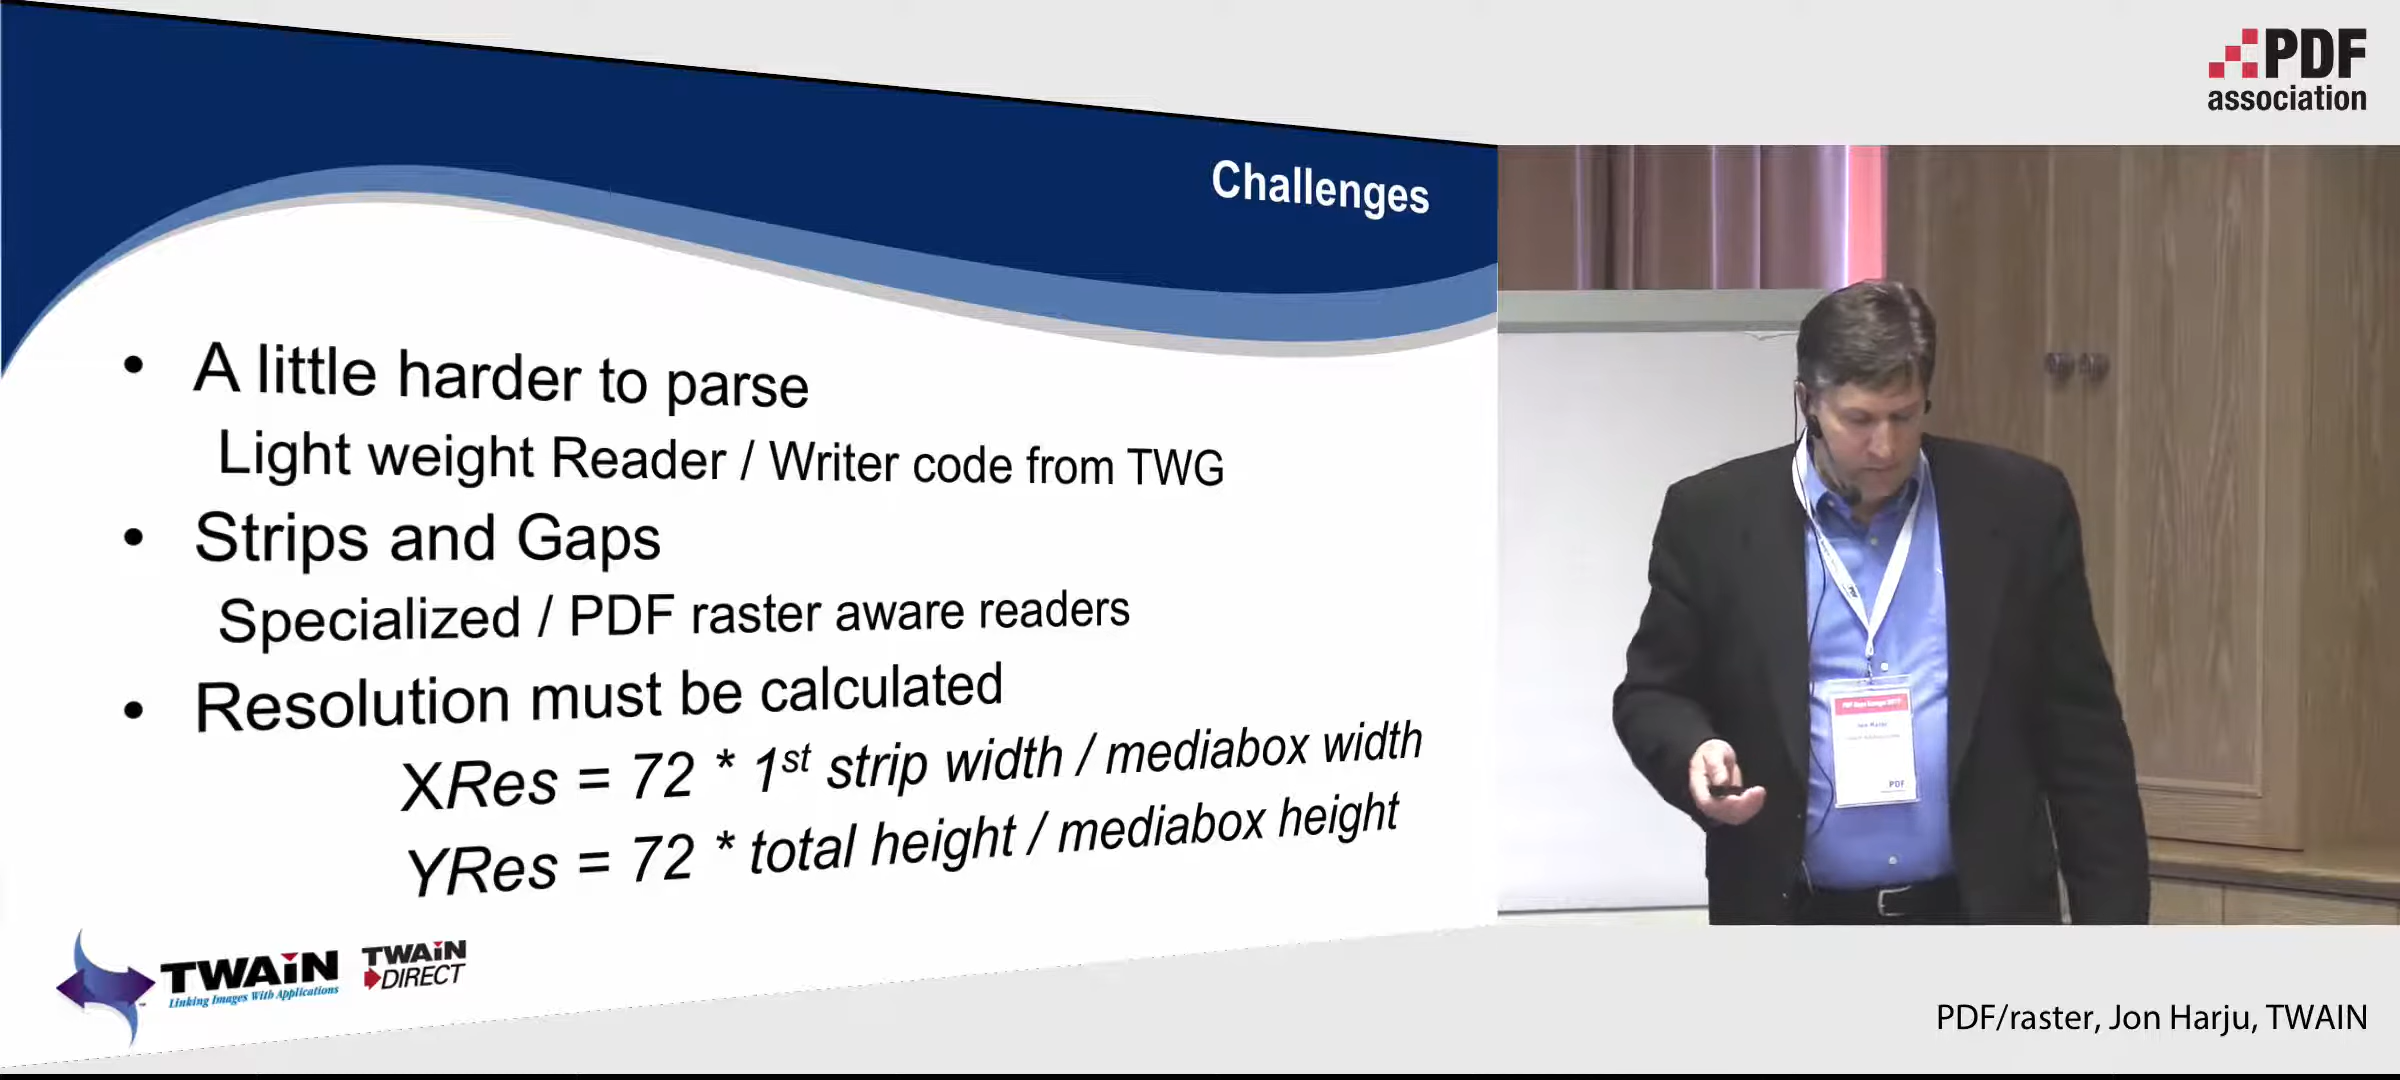 PDF
association
Challenges
• A little harder to parse
Light weight Reader / Writer code from TWG
• Strips and Gaps
Specialized / PDF raster aware readers
• Resolution must be calculated
XRes = 72 * 1st strip width / mediabox width
YRes = 72 * total height / mediabox height
TWAIN
Linking Images With Applications
TWAIN
DIRECT
PDF
PDF/raster, Jon Harju, TWAIN